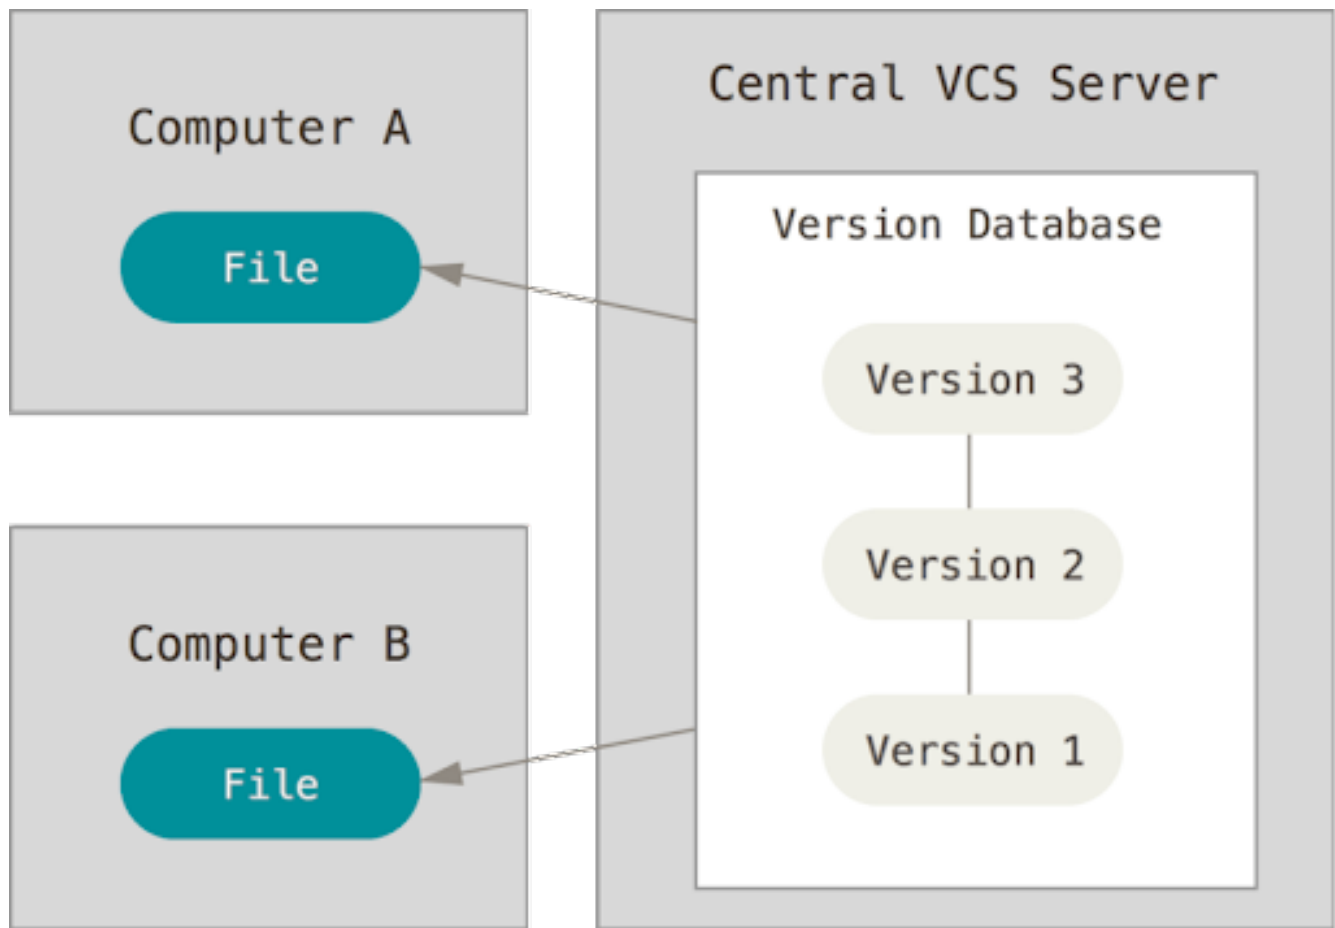 Computer A
File
Computer B
File
Central VCS Server
Version Database
Version 3
Version 2
Version 1